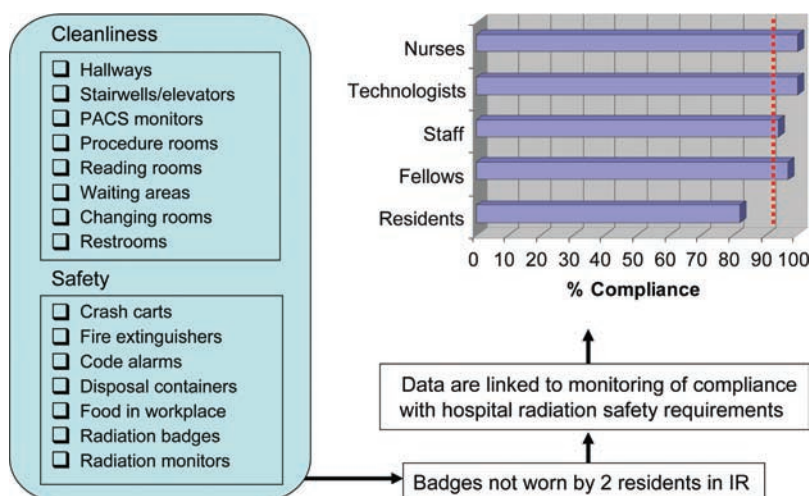 Cleanliness
❑ Hallways
❑ Stairwells/elevators
❑ PACS monitors
❑ Procedure rooms
❑ Reading rooms
❑ Waiting areas
❑ Changing rooms
❑ Restrooms
Safety
❑ Crash carts
❑ Fire extinguishers
❑ Code alarms
❑ Disposal containers
❑ Food in workplace
❑ Radiation badges
❑ Radiation monitors
Nurses
Technologists
Staff
Fellows
Residents
0 10 20 30 40 50 60 70 80 90 100
% Compliance
Data are linked to monitoring of compliance
with hospital radiation safety requirements
Badges not worn by 2 residents in IR